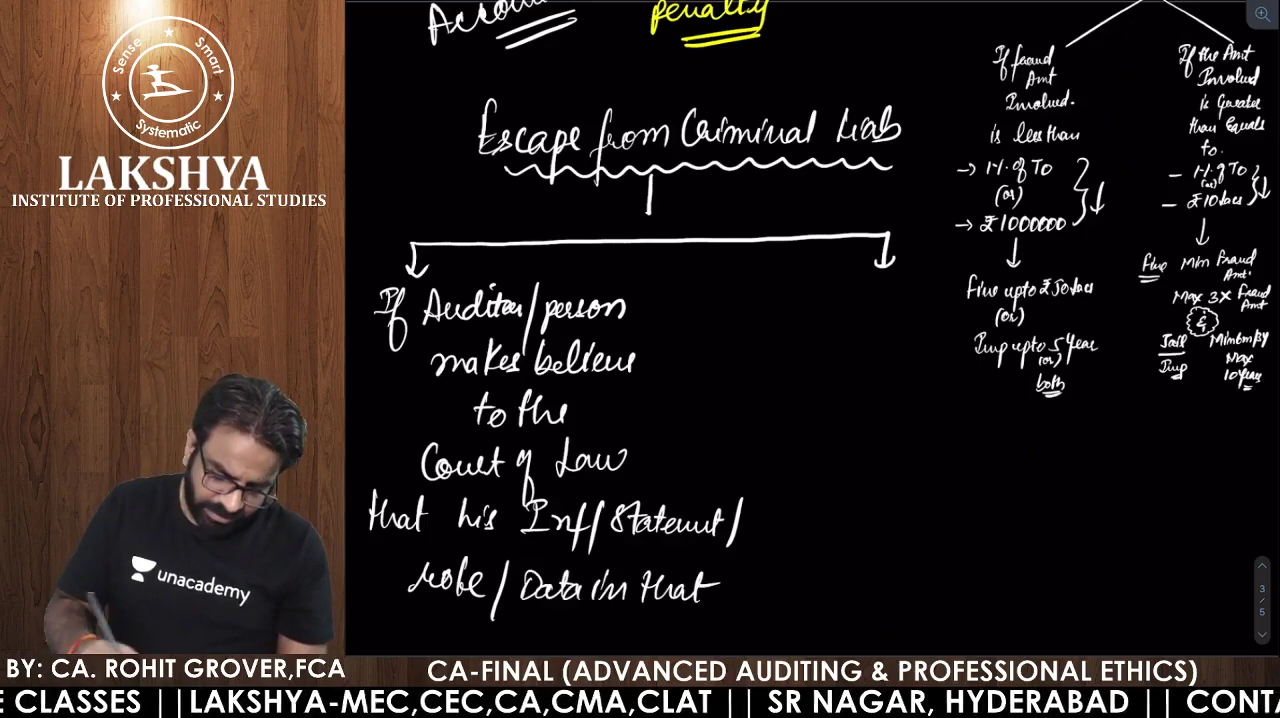 Sense
Smart
Systematic
LAKSHYA
INSTITUTE OF PROFESSIONAL STUDIES
Penalty
Escape from Criminal Liab
If Auditor/person
makes believe
to the
Court of Law
that his Inf/Statemt/
role/Data in that
If fraud
Amt
Involved.
is less than
→ 1% of TO
(or)
→ ₹1000000
Fine upto ₹50 lacs
(or)
Imp upto 5 year
(or)
both
If the Amt
Involved
is Greater
than Equals
to.
- 1% of TO
(or)
- ₹10 lacs
Fine Min Fraud
Amt.
Max 3X Fraud
Amt
&
Jail
Imp
Max
10 year
3
/
5
unacademy
BY: CA. ROHIT GROVER,FCA
CA-FINAL (ADVANCED AUDITING & PROFESSIONAL ETHICS)
E CLASSES ||LAKSHYA-MEC,CEC,CA,CMA,CLAT || SR NAGAR, HYDERABAD || CONTA